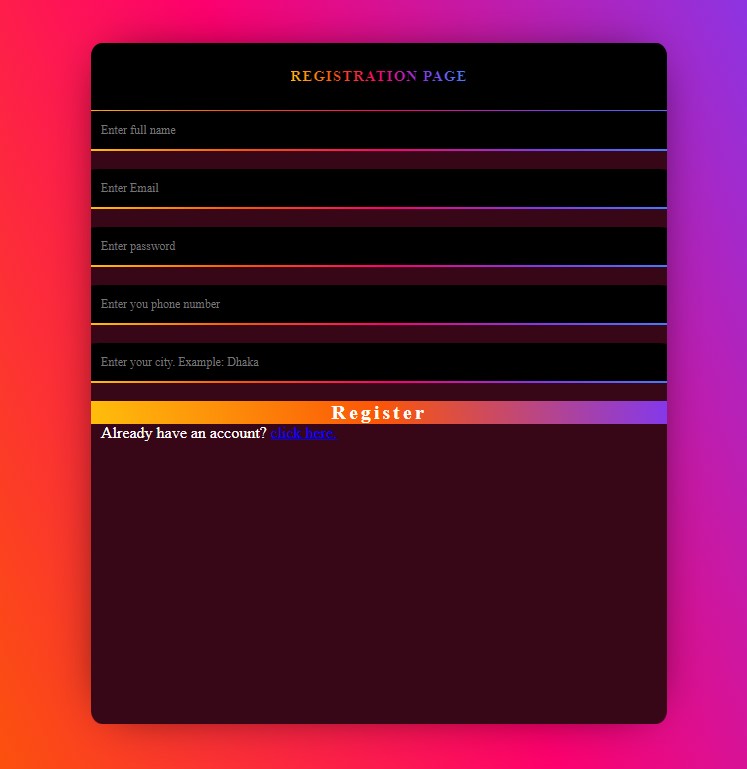 REGISTRATION PAGE
Enter full name
Enter Email
Enter password
Enter you phone number
Enter your city. Example: Dhaka
Register
Already have an account? click here.